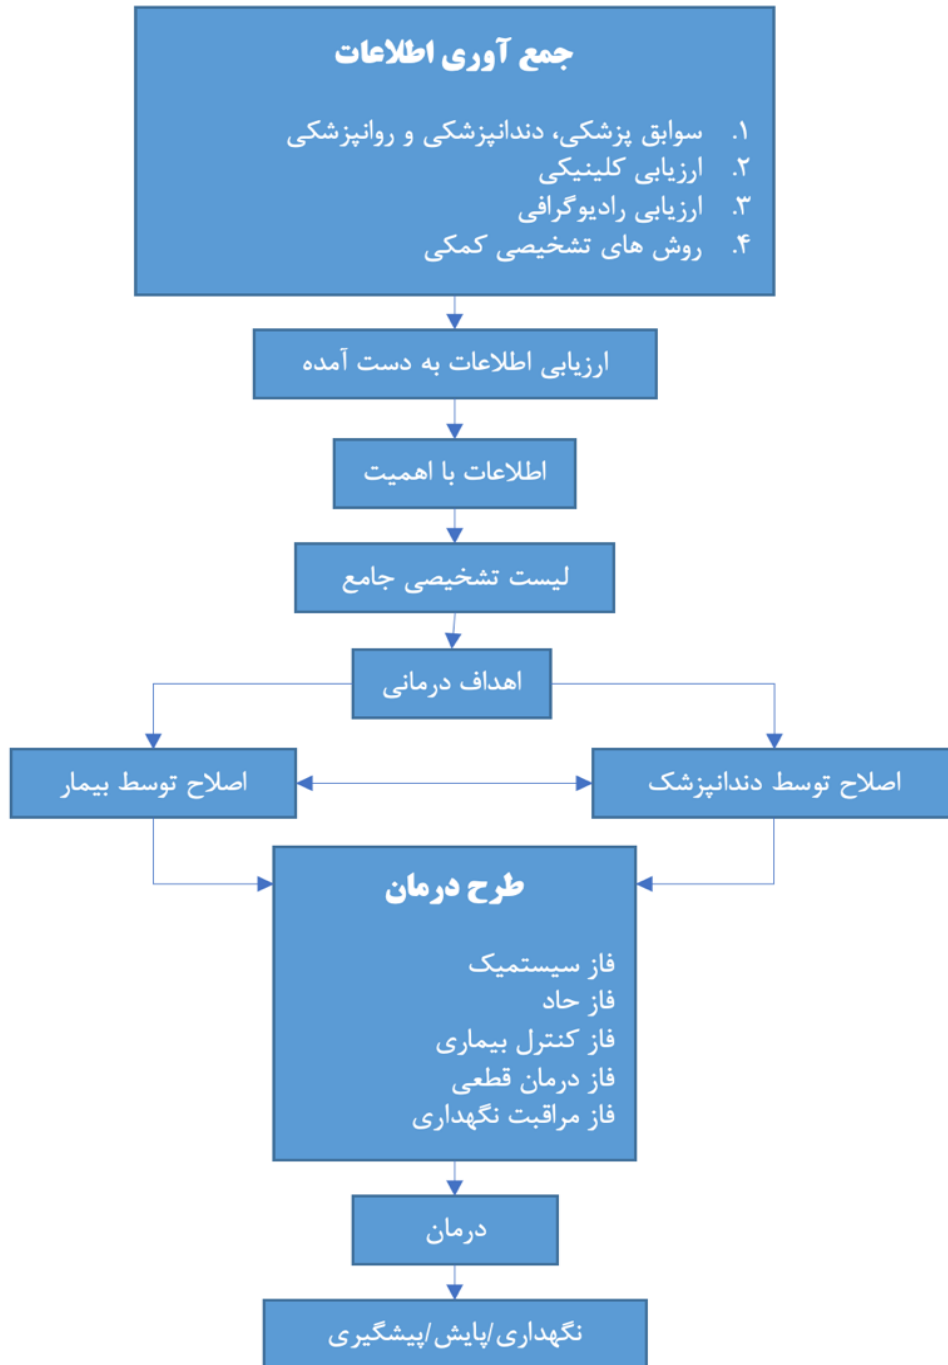 جمع آوری اطلاعات
۱. سوابق پزشکی، دندانپزشکی و روانپزشکی
۲. ارزیابی کلینیکی
۳. ارزیابی رادیوگرافی
۴. روش های تشخیصی کمکی
ارزیابی اطلاعات به دست آمده
اطلاعات با اهمیت
لیست تشخیصی جامع
اهداف درمانی
اصلاح توسط دندانپزشک
اصلاح توسط بیمار
طرح درمان
فاز سیستمیک
فاز حاد
فاز کنترل بیماری
فاز درمان قطعی
فاز مراقبت نگهداری
درمان
نگهداری/پایش/پیشگیری